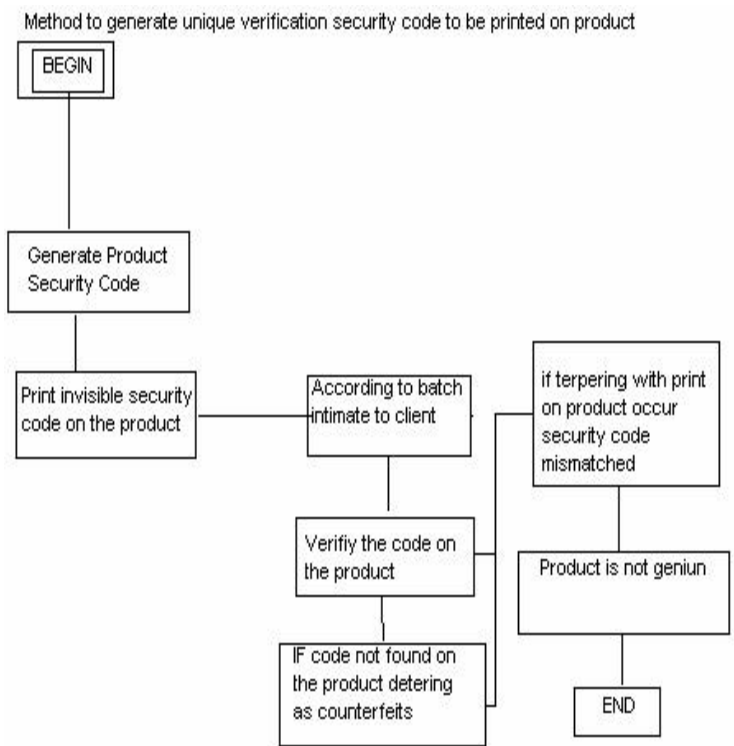 Method to generate unique verification security code to be printed on product
BEGIN
Generate Product
Security Code
Print invisible security
code on the product
According to batch
intimate to client
Verifiy the code on
the product
IF code not found on
the product detering
as counterfeits
if terpering with print
on product occur
security code
mismatched
Product is not geniun
END